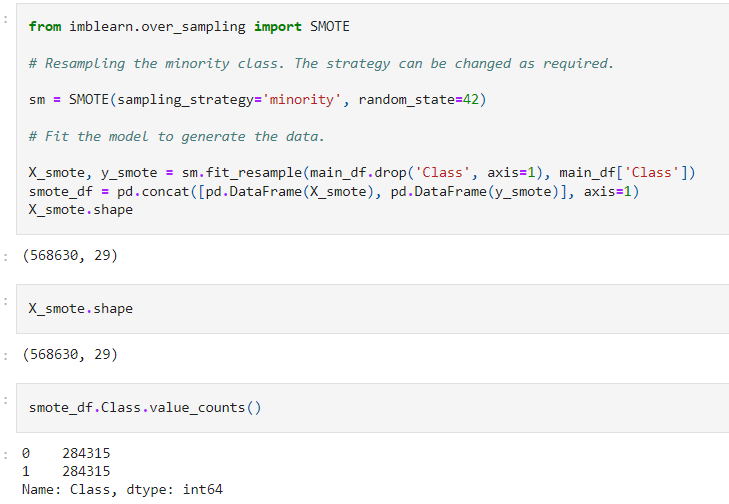 from imblearn.over_sampling import SMOTE
# Resampling the minority class. The strategy can be changed as required.
sm = SMOTE(sampling_strategy='minority', random_state=42)
# Fit the model to generate the data.
X_smote, y_smote = sm.fit_resample(main_df.drop('Class', axis=1), main_df['Class'])
smote_df = pd.concat([pd.DataFrame(X_smote), pd.DataFrame(y_smote)], axis=1)
X_smote.shape
(568630, 29)
X_smote.shape
(568630, 29)
smote_df.Class.value_counts()
0    284315
1    284315
Name: Class, dtype: int64